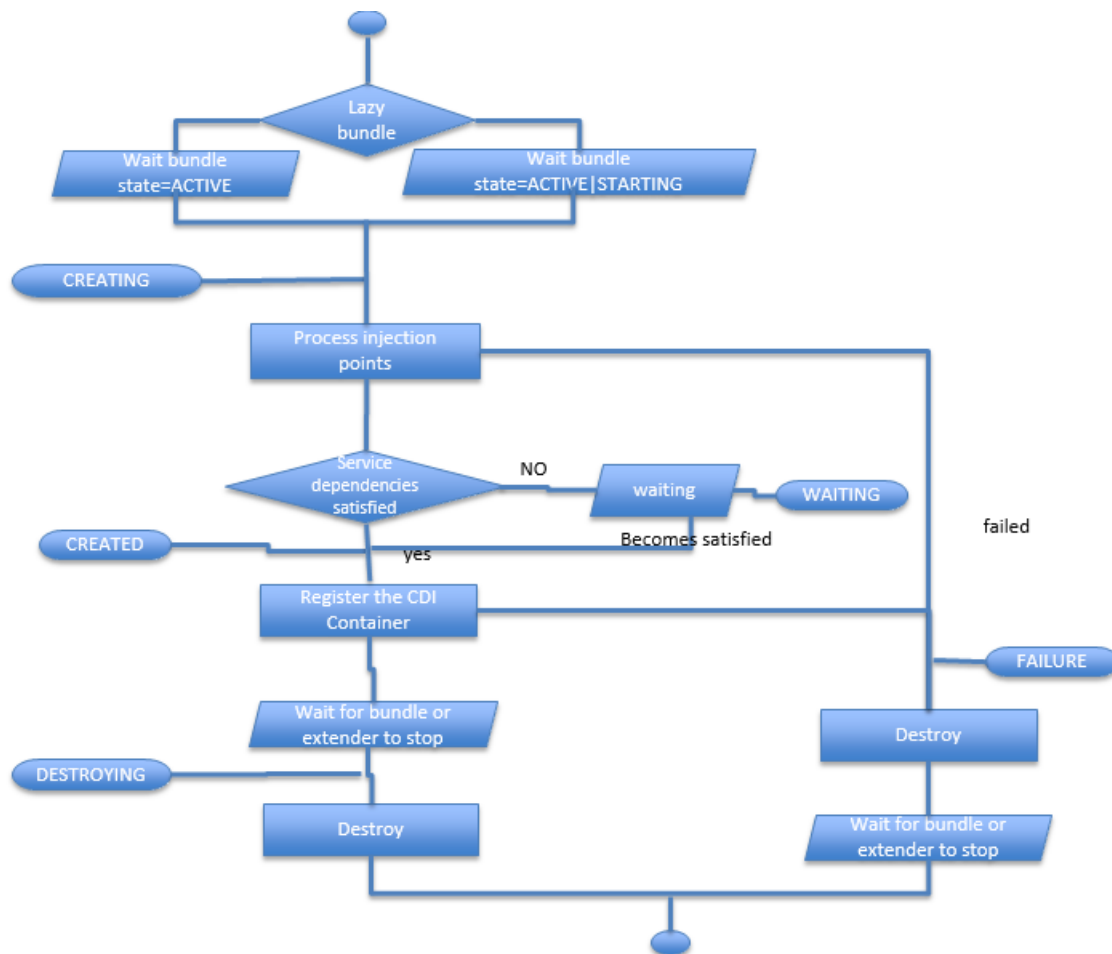 Lazy
bundle
Wait bundle
state=ACTIVE
Wait bundle
state=ACTIVE|STARTING
CREATING
Process injection
points
Service
dependencies
satisfied
NO
waiting
WAITING
failed
Becomes satisfied
CREATED
yes
Register the CDI
Container
FAILURE
Wait for bundle or
extender to stop
Destroy
DESTROYING
Destroy
Wait for bundle or
extender to stop